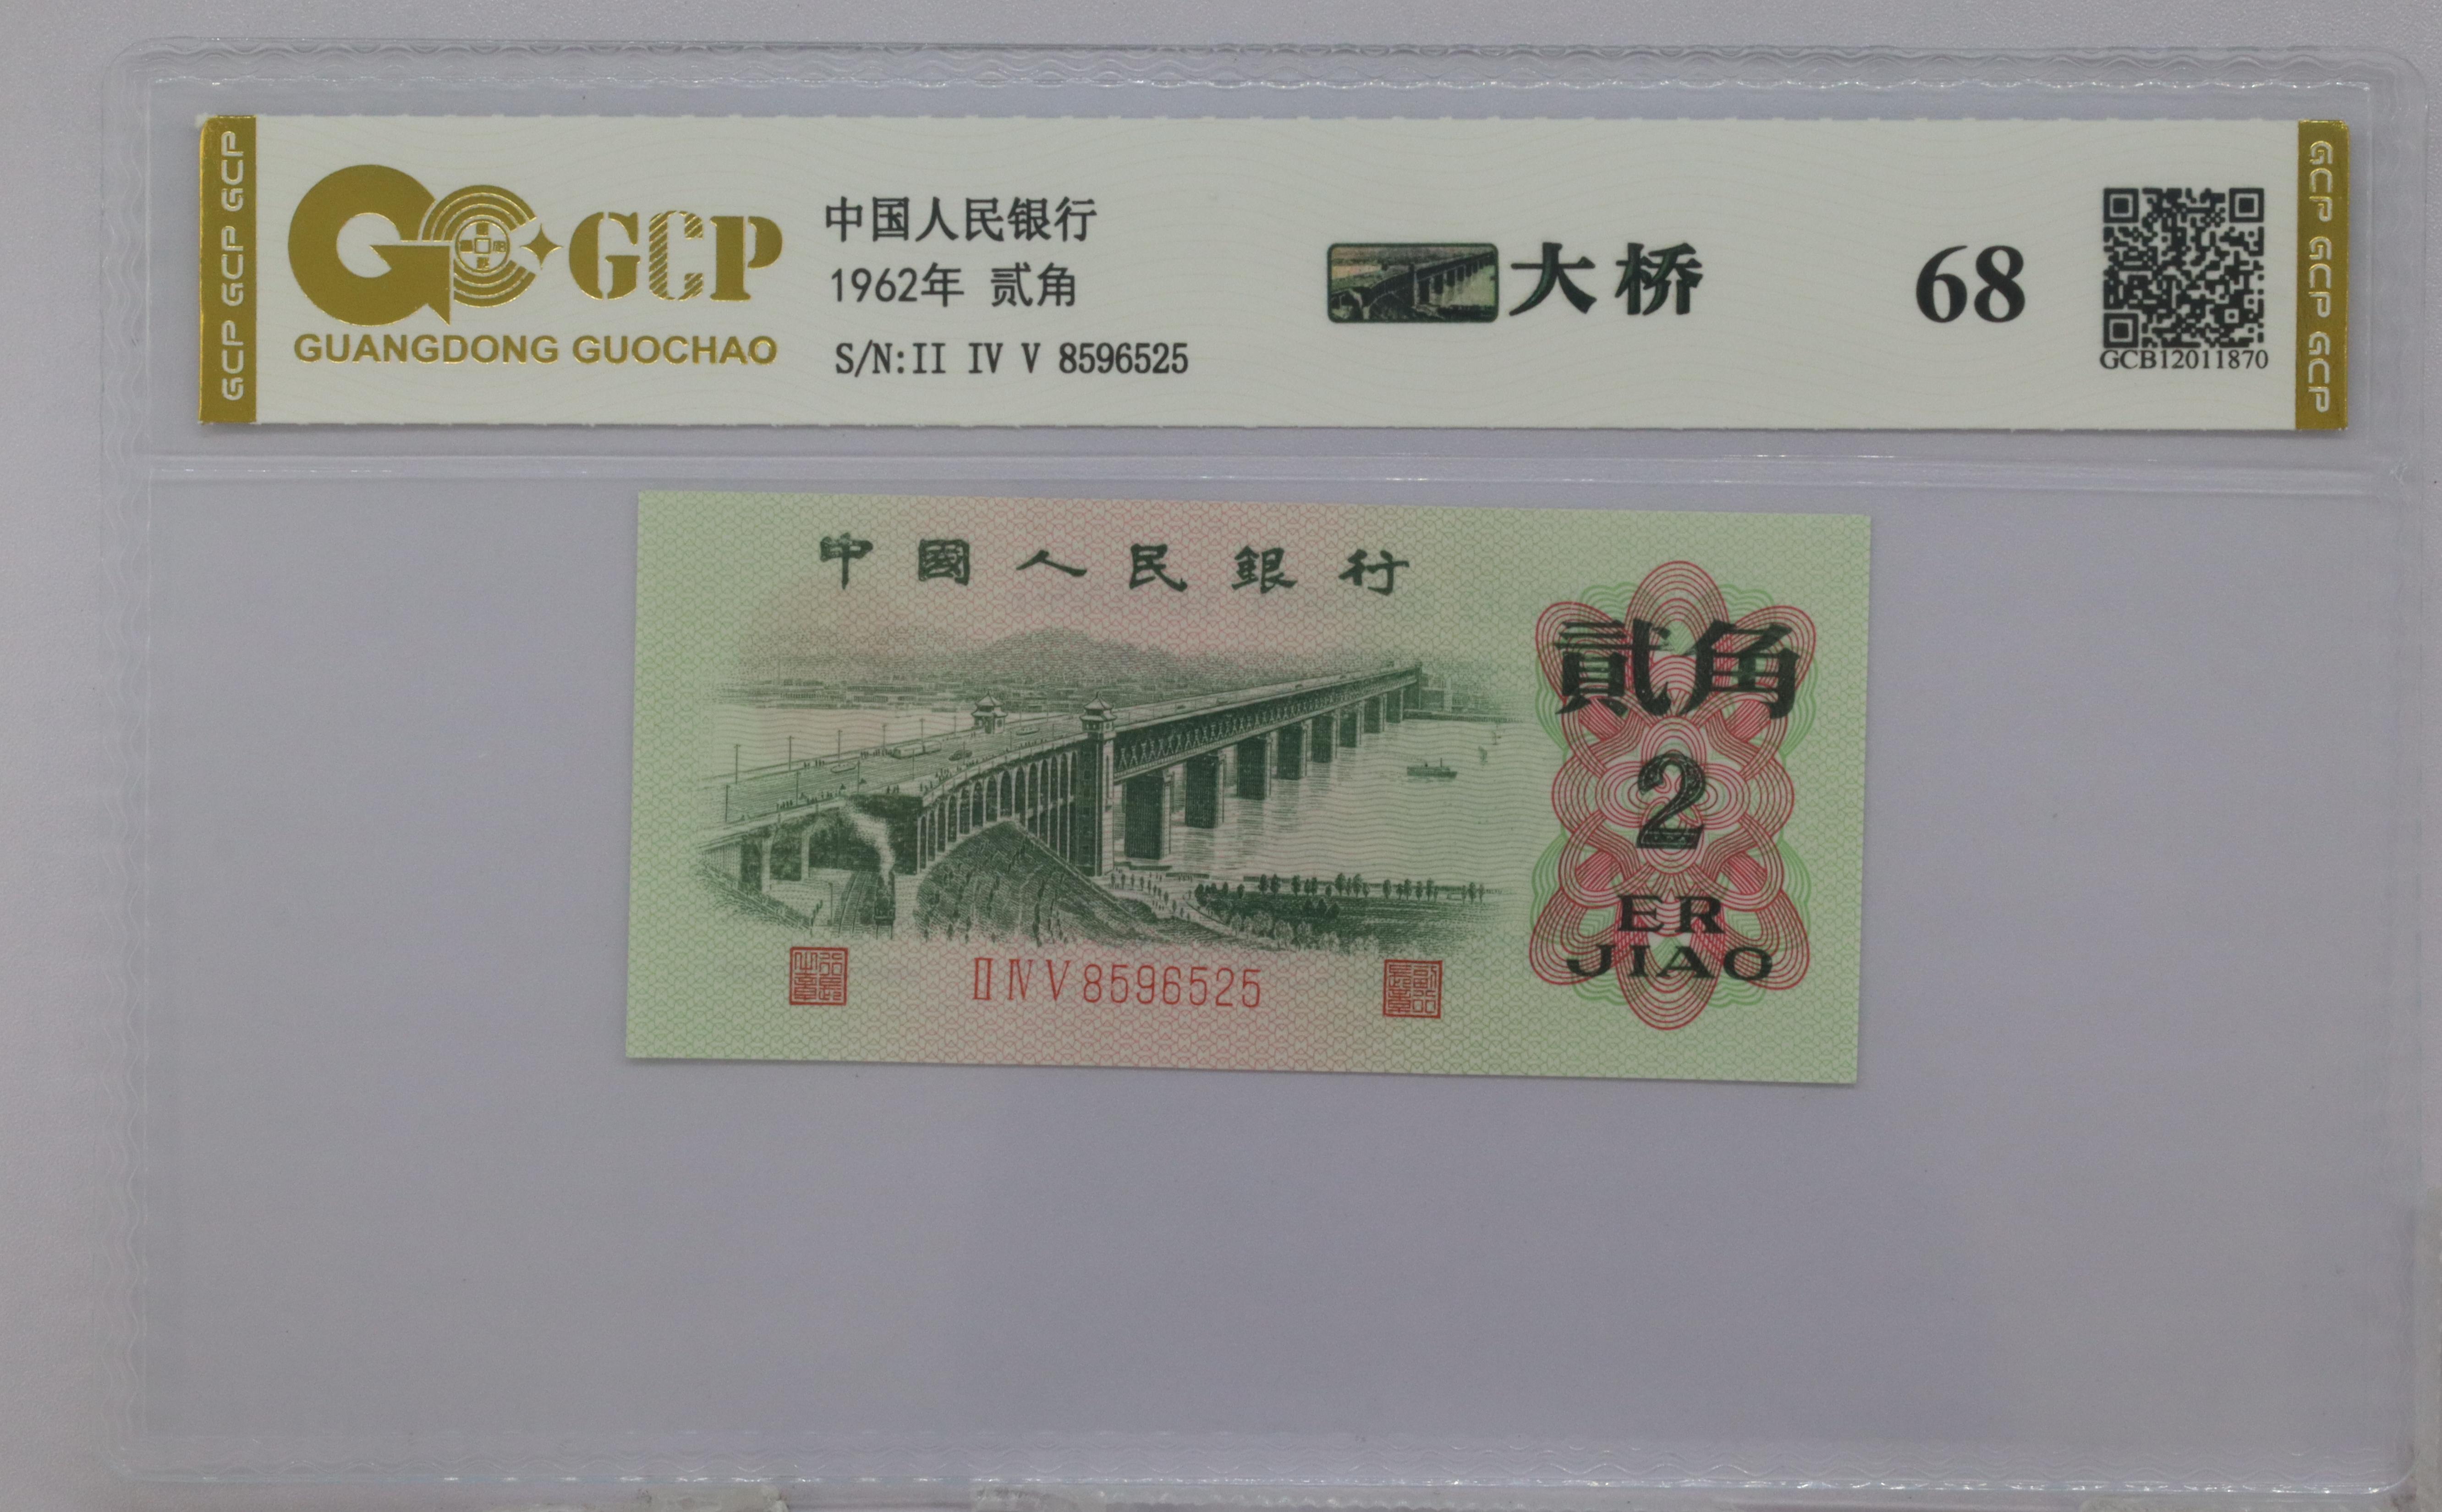 GCP GCP GCP
GCP
GUANGDONG GUOCHAO
中国人民银行
1962年 贰角
S/N:II IV V 8596525
大桥
68
GCB12011870
GCP GCP GCP
中國人民銀行
貳角
2
ER
JIAO
II IV V 8596525